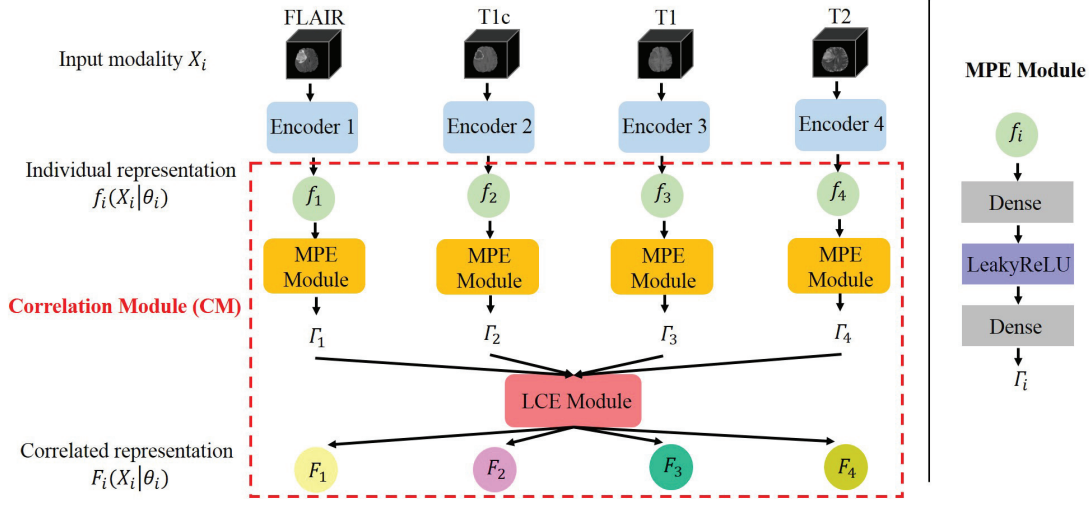 FLAIR T1c T1 T2
Input modality Xᵢ
MPE Module
Encoder 1 Encoder 2 Encoder 3 Encoder 4
Individual representation
fᵢ(Xᵢ|θᵢ)
f₁ f₂ f₃ f₄
MPE Module MPE Module MPE Module MPE Module
Correlation Module (CM)
Γ₁ Γ₂ Γ₃ Γ₄
LCE Module
Correlated representation
Fᵢ(Xᵢ|θᵢ)
F₁ F₂ F₃ F₄
fᵢ
Dense
LeakyReLU
Dense
Γᵢ